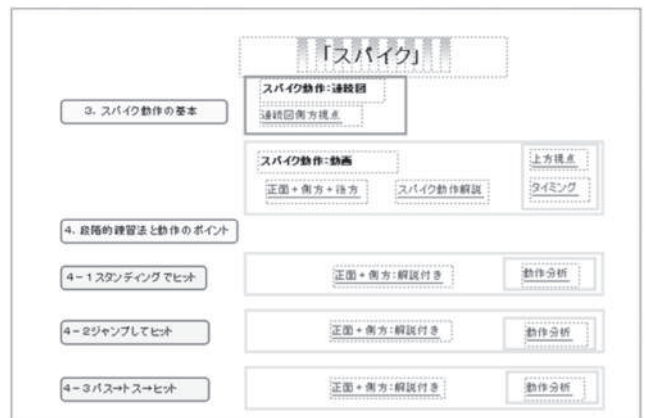 「スパイク」
スパイク動作：連続図
3．スパイク動作の基本
連続図側方視点
スパイク動作：動画
上方視点
正面＋側方＋後方
スパイク動作解説
タイミング
4．段階的練習法と動作のポイント
4－1スタンディングでヒット
正面＋側方：解説付き
動作分析
4－2ジャンプしてヒット
正面＋側方：解説付き
動作分析
4－3パス→トス→ヒット
正面＋側方：解説付き
動作分析